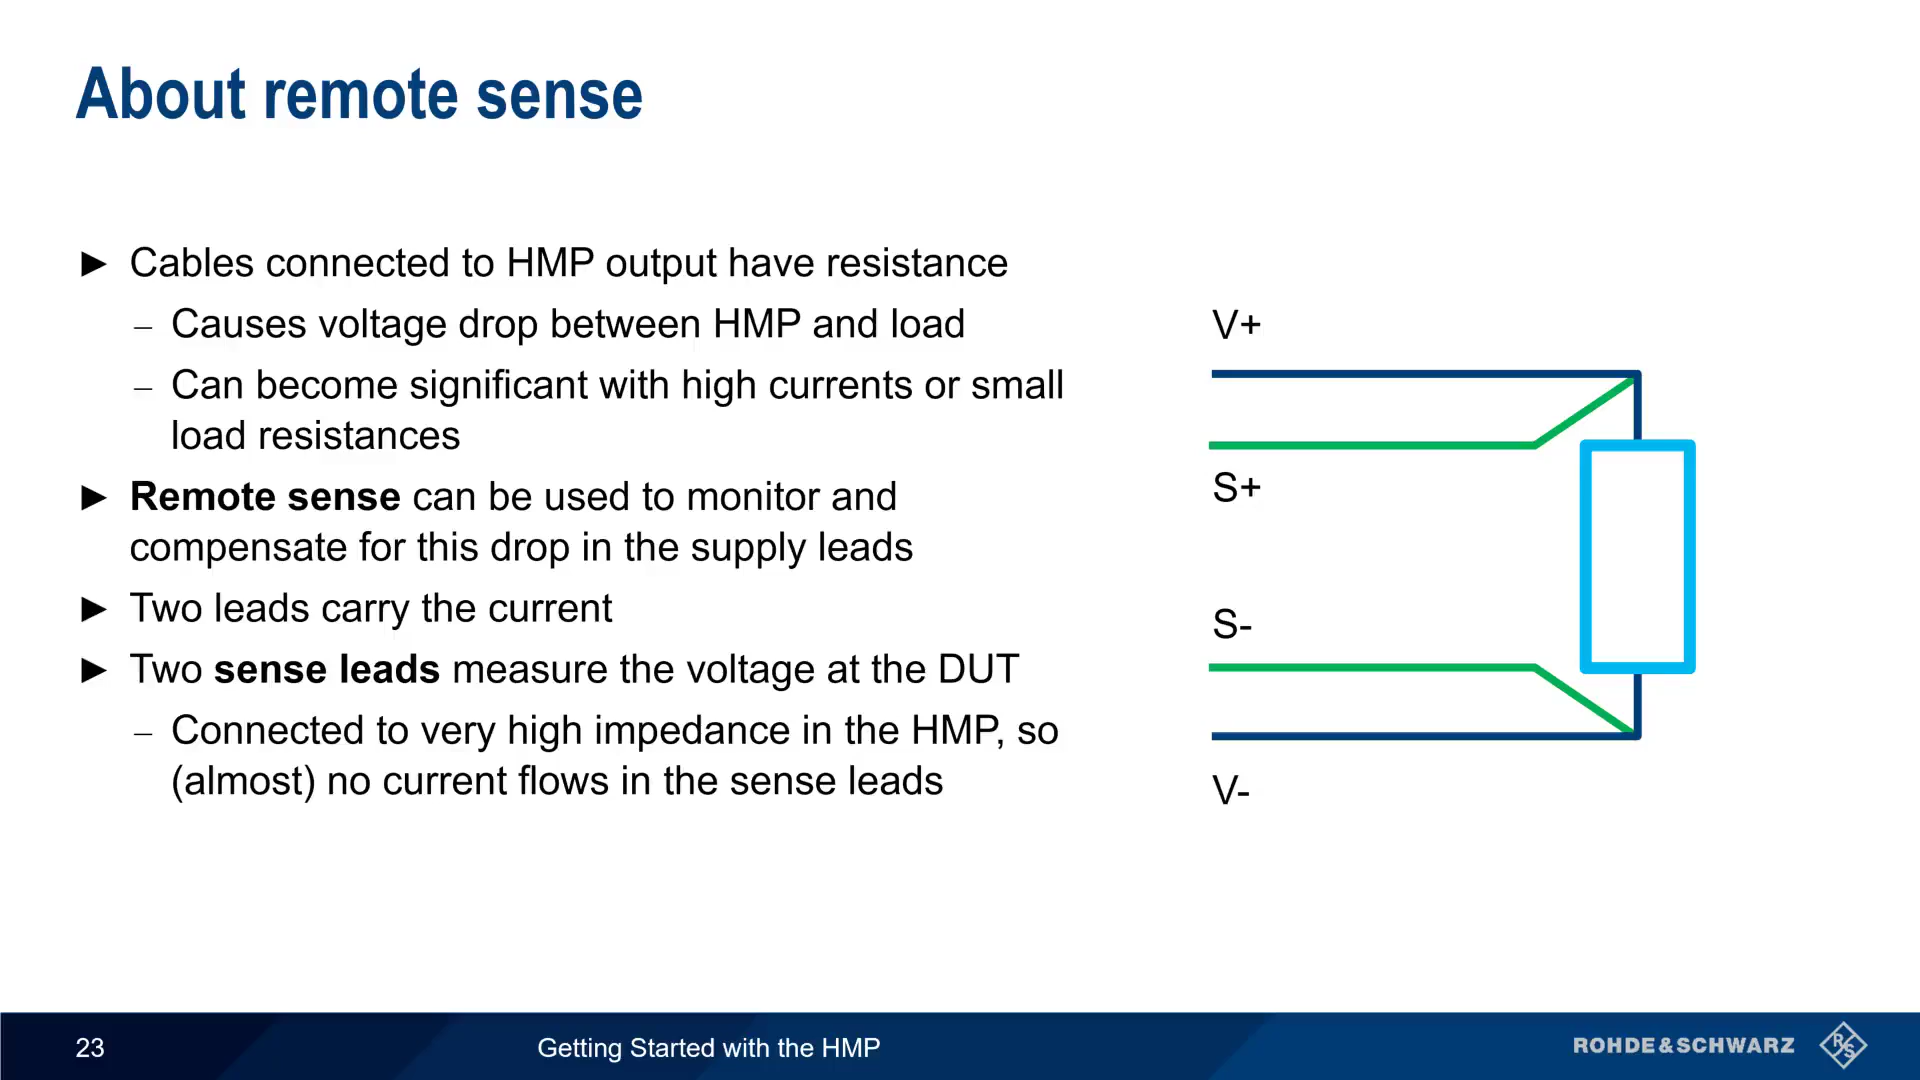 About remote sense
► Cables connected to HMP output have resistance
– Causes voltage drop between HMP and load
– Can become significant with high currents or small
load resistances
► Remote sense can be used to monitor and
compensate for this drop in the supply leads
► Two leads carry the current
► Two sense leads measure the voltage at the DUT
– Connected to very high impedance in the HMP, so
(almost) no current flows in the sense leads
V+
S+
S-
V-
23
Getting Started with the HMP
ROHDE&SCHWARZ
R&S